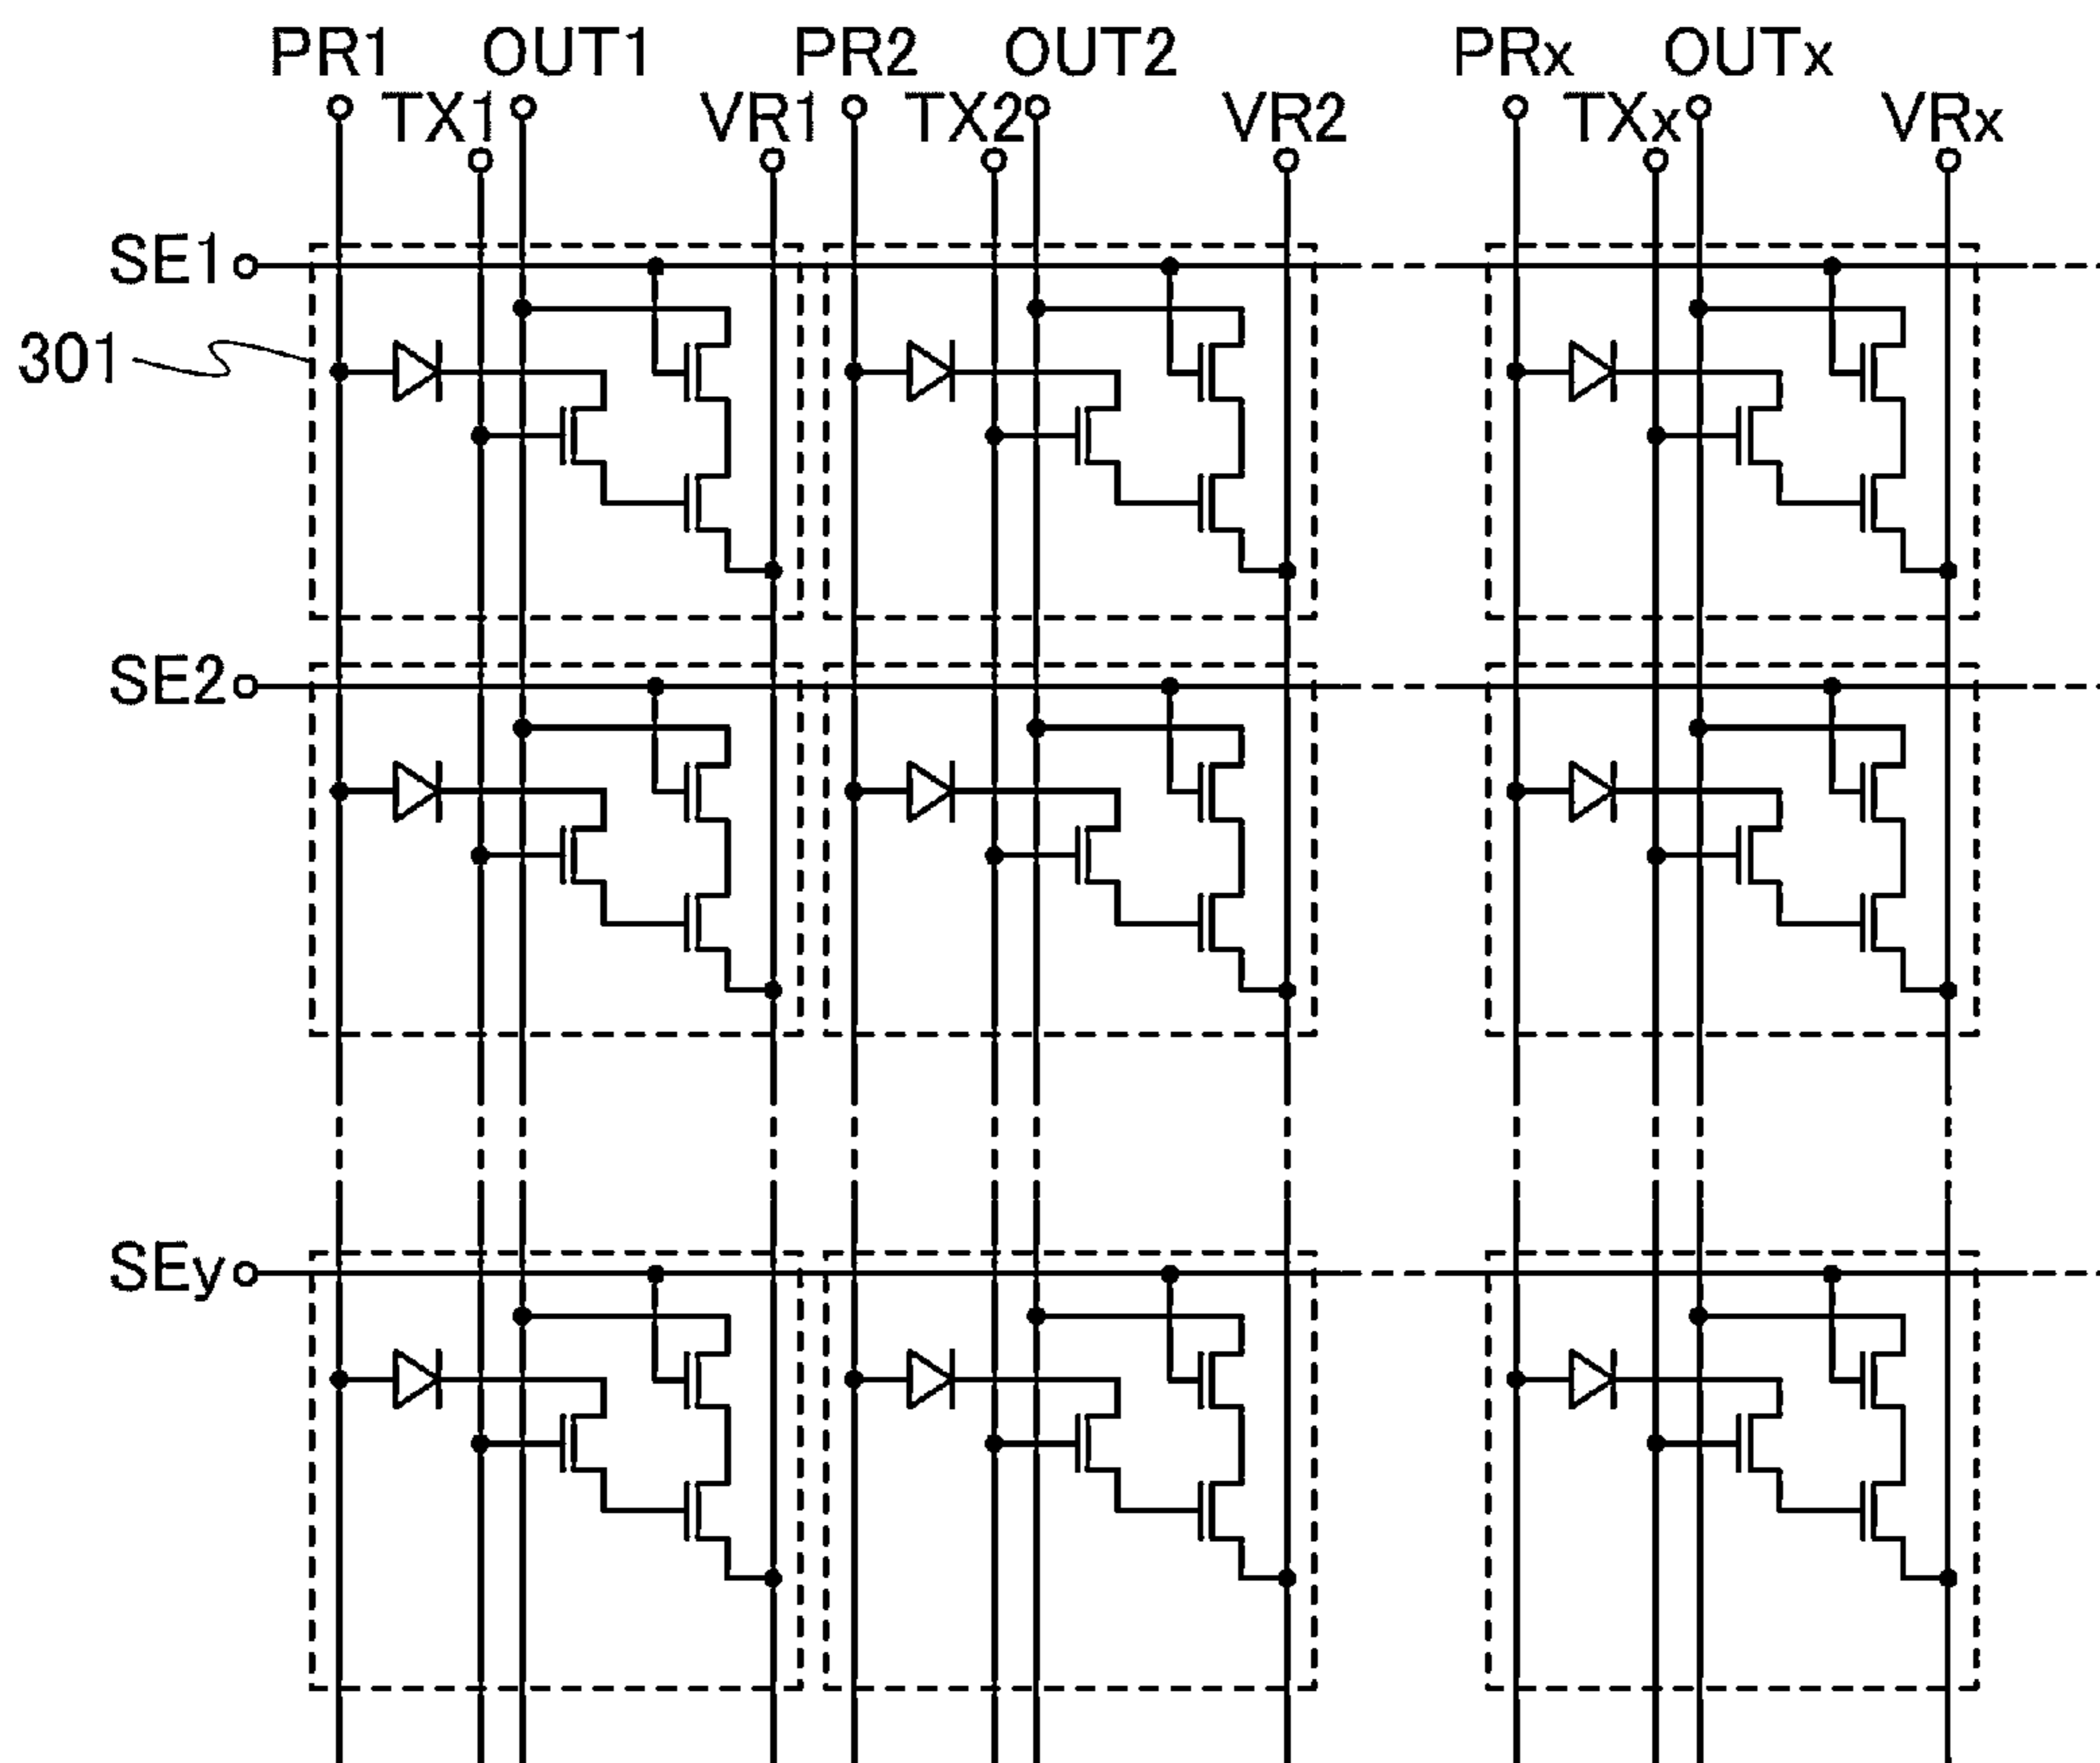 PR1 OUT1 PR2 OUT2 PRx OUTx
TX1 VR1 TX2 VR2 TXx VRx
SE1
301
SE2
SEy